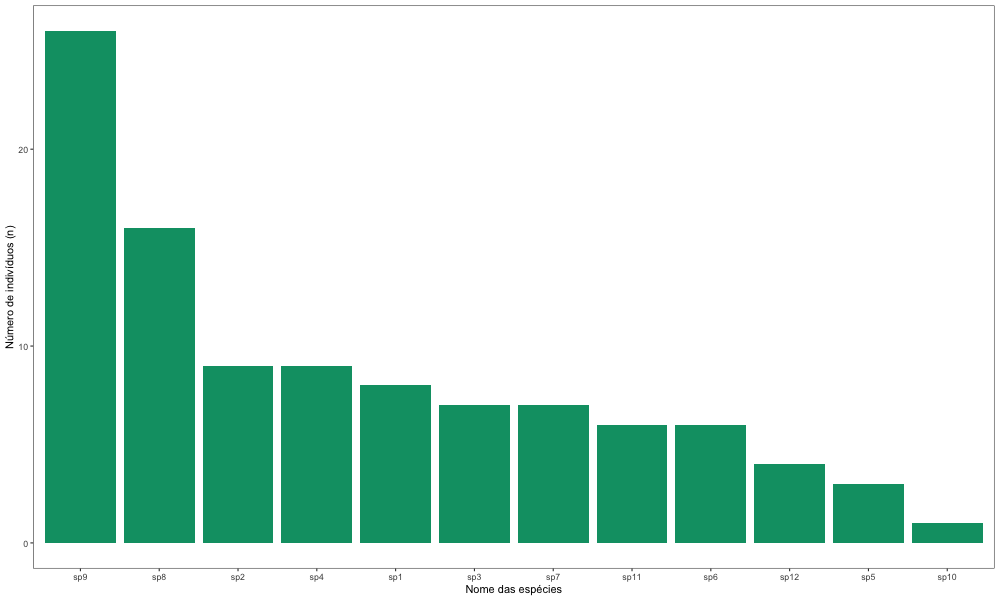 Número de indivíduos (n)
20
10
0
sp9 sp8 sp2 sp4 sp1 sp3 sp7 sp11 sp6 sp12 sp5 sp10
Nome das espécies